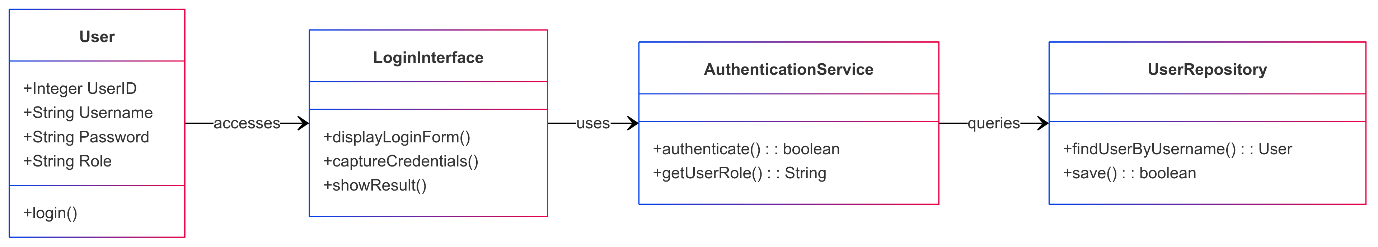 User
+Integer UserID
+String Username
+String Password
+String Role
+login()
accesses
LoginInterface
+displayLoginForm()
+captureCredentials()
+showResult()
uses
AuthenticationService
+authenticate() : : boolean
+getUserRole() : : String
queries
UserRepository
+findUserByUsername() : : User
+save() : : boolean